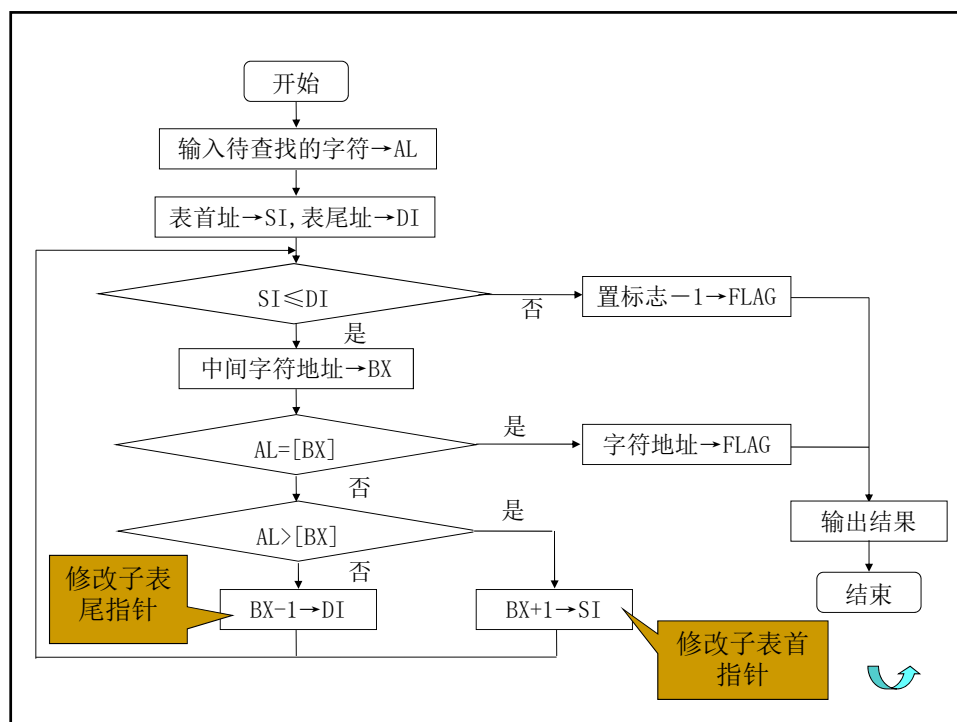 开始
输入待查找的字符→AL
表首址→SI,表尾址→DI
SI≤DI
否
置标志－1→FLAG
是
中间字符地址→BX
AL=[BX]
是
字符地址→FLAG
否
AL>[BX]
是
输出结果
修改子表
尾指针
否
BX-1→DI
BX+1→SI
结束
修改子表首
指针